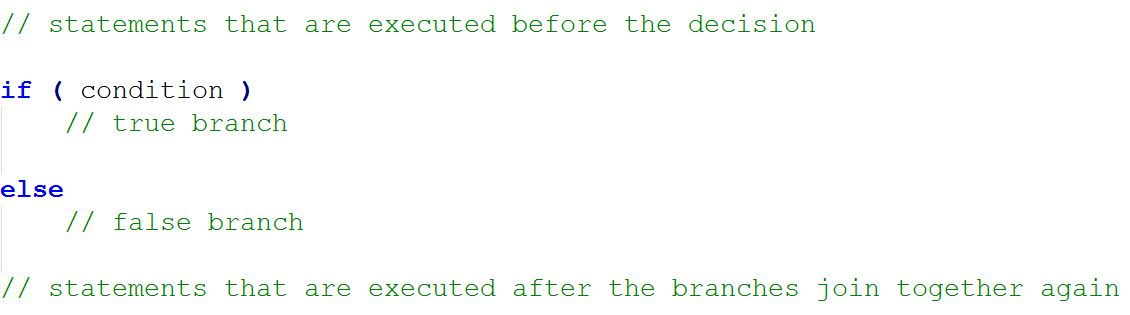 // statements that are executed before the decision
if ( condition )
// true branch
else
// false branch
// statements that are executed after the branches join together again